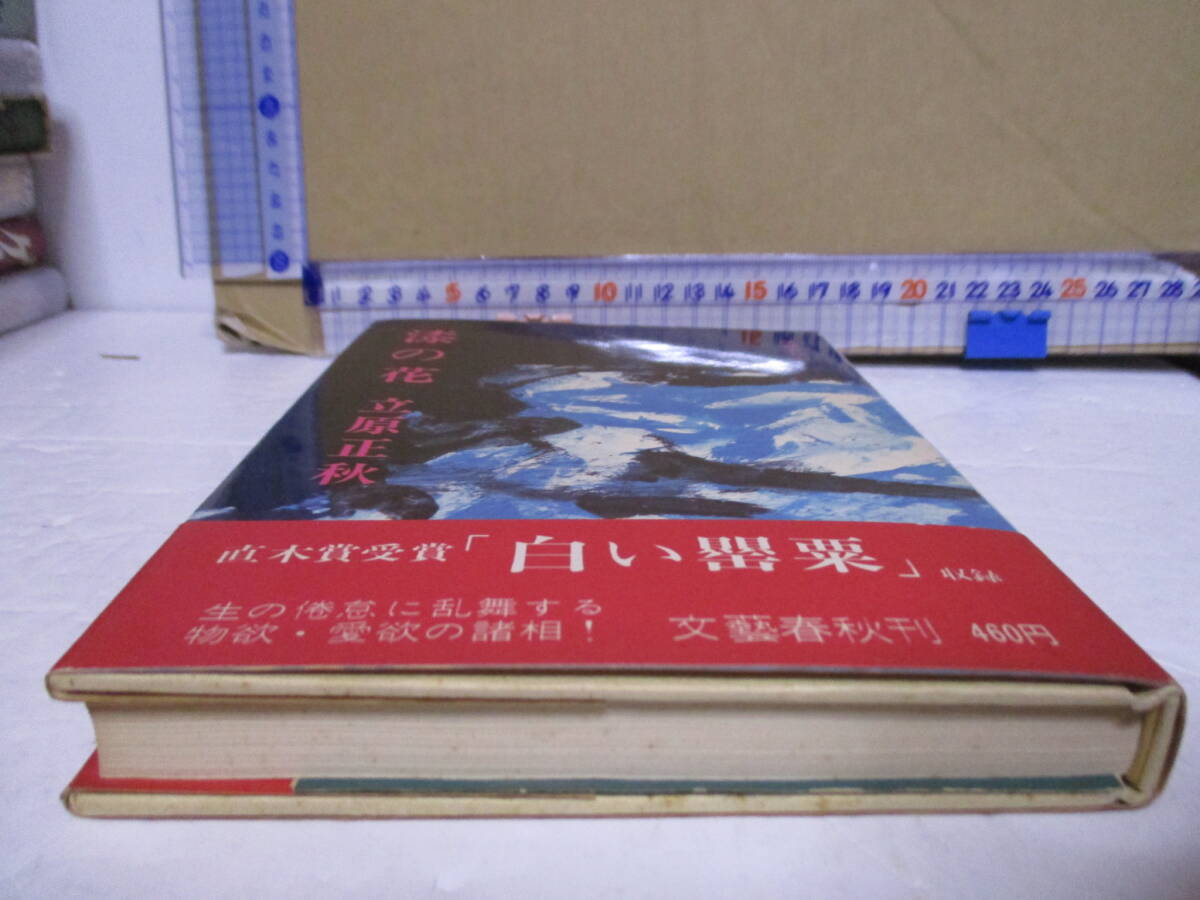 1 2 3 4 5 6 7 8 9 10 11 12 13 14 15 16 17 18 19 20 21 22 23 24 25 26 27 28
漆の花 立原正秋
直木賞受賞「白い罌粟」収録
生の倦怠に乱舞する
物欲・愛欲の諸相!
文藝春秋刊 460円